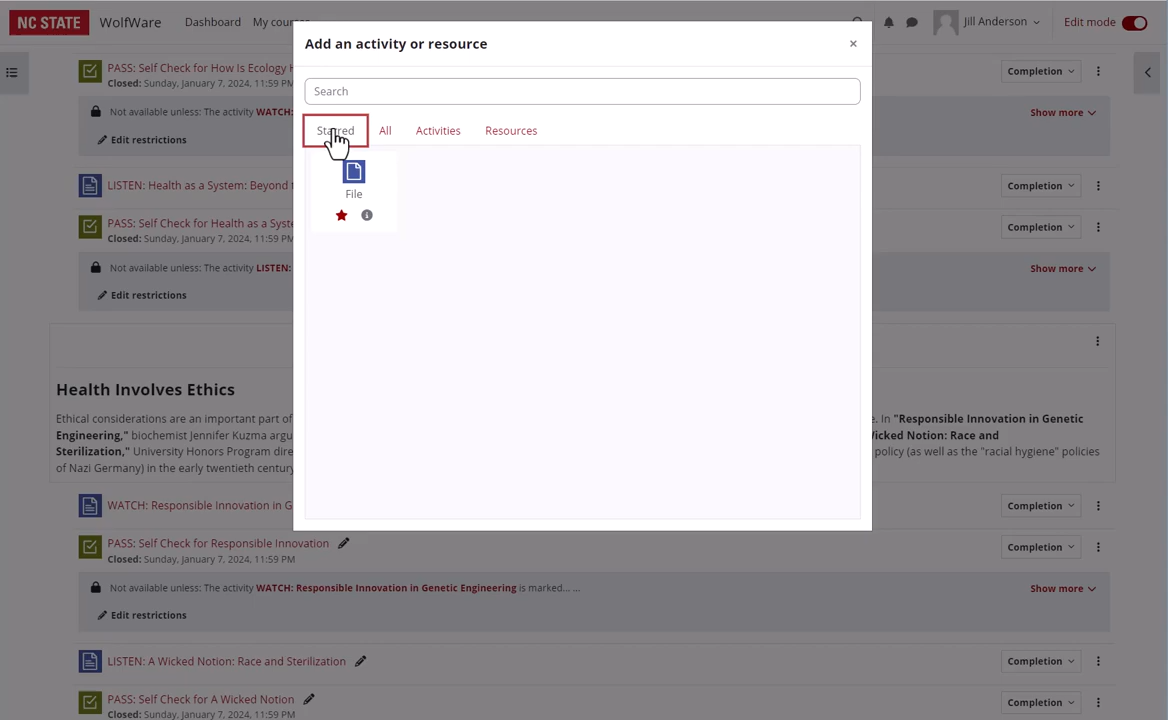 NC STATE WolfWare Dashboard My Jill Anderson Edit mode
Add an activity or resource ×
Search
Starred All Activities Resources
File
PASS: Self Check for How Is Ecology
Closed: Sunday, January 7, 2024, 11:59 PM
Completion
Not available unless: The activity WATCH: Show more
Edit restrictions
LISTEN: Health as a System: Beyond Completion
PASS: Self Check for Health as a
Closed: Sunday, January 7, 2024, 11:59 PM
Completion
Not available unless: The activity LISTEN: Show more
Edit restrictions
Health Involves Ethics
Ethical considerations are an important part of e. In "Responsible Innovation in Genetic
Engineering," biochemist Jennifer Kuzma Wicked Notion: Race and
Sterilization," University Honors Program policy (as well as the "racial hygiene" policies
of Nazi Germany) in the early twentieth century
WATCH: Responsible Innovation in Completion
PASS: Self Check for Responsible Innovation
Closed: Sunday, January 7, 2024, 11:59 PM
Completion
Not available unless: The activity WATCH: Responsible Innovation in Genetic Engineering is marked... ... Show more
Edit restrictions
LISTEN: A Wicked Notion: Race and Sterilization Completion
PASS: Self Check for A Wicked Notion
Closed: Sunday, January 7, 2024, 11:59 PM
Completion